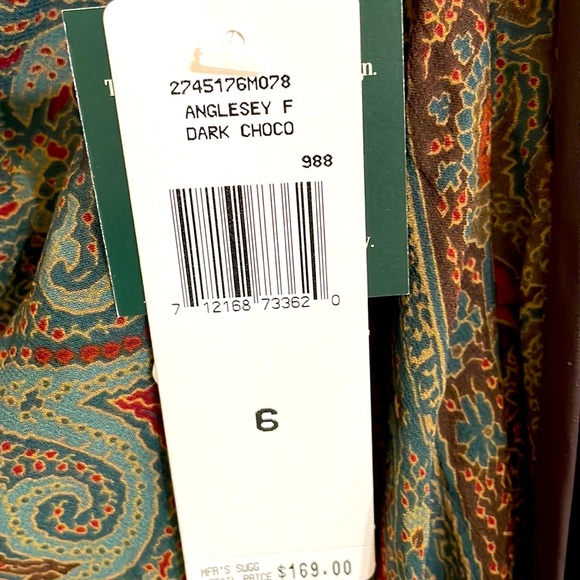 2745176M078
ANGLESEY F
DARK CHOCO
988
7 12168 73362 0
6
MFR'S SUGG
RETAIL PRICE $169.00